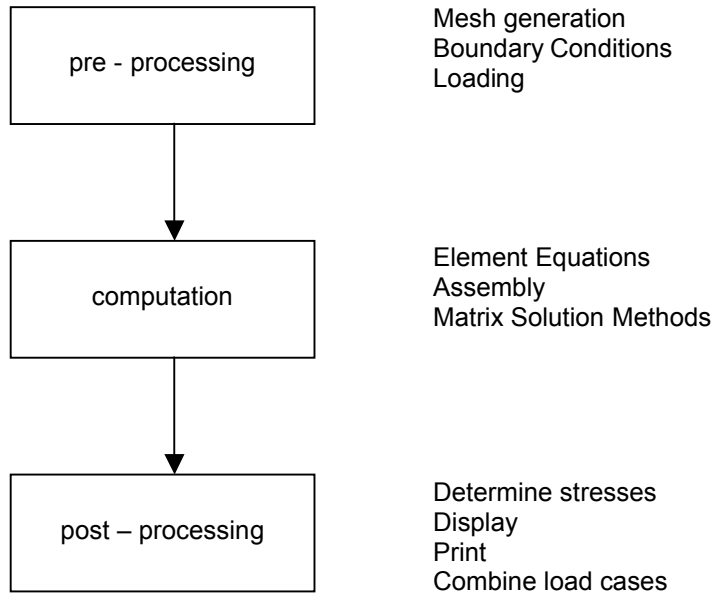 pre - processing
Mesh generation
Boundary Conditions
Loading
computation
Element Equations
Assembly
Matrix Solution Methods
post – processing
Determine stresses
Display
Print
Combine load cases